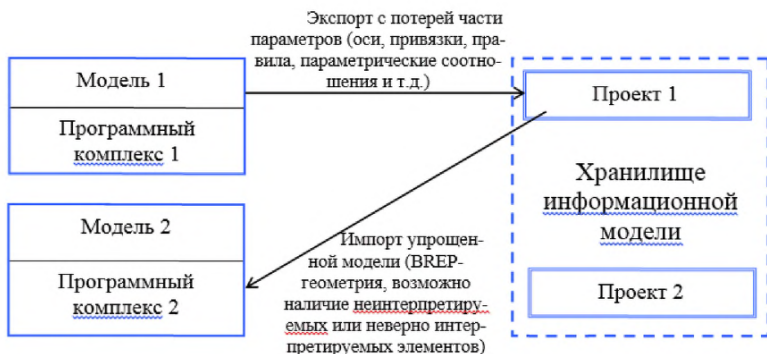 Экспорт с потерей части
параметров (оси, привязки, пра-
вила, параметрические соотно-
шения и т.д.)
Модель 1
Программный
комплекс 1
Проект 1
Хранилище
информационной
модели
Модель 2
Программный
комплекс 2
Импорт упрощен-
ной модели (BREP-
геометрия, возможно
наличие неинтерпретиру-
емых или неверно интер-
претируемых элементов)
Проект 2